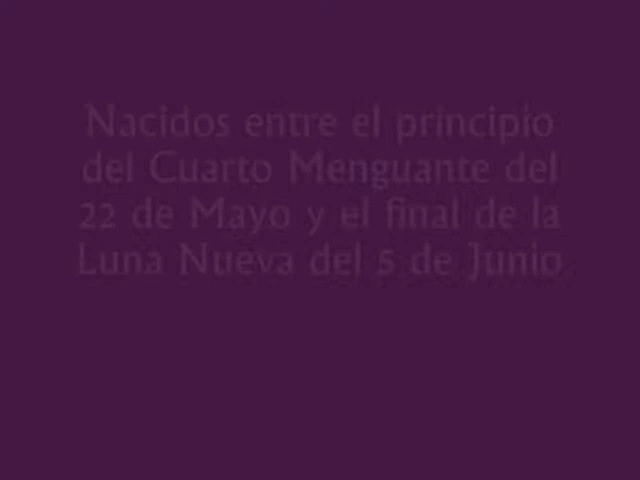 Nacidos entre el principio
del Cuarto Menguante del
22 de Mayo y el final de la
Luna Nueva del 5 de Junio